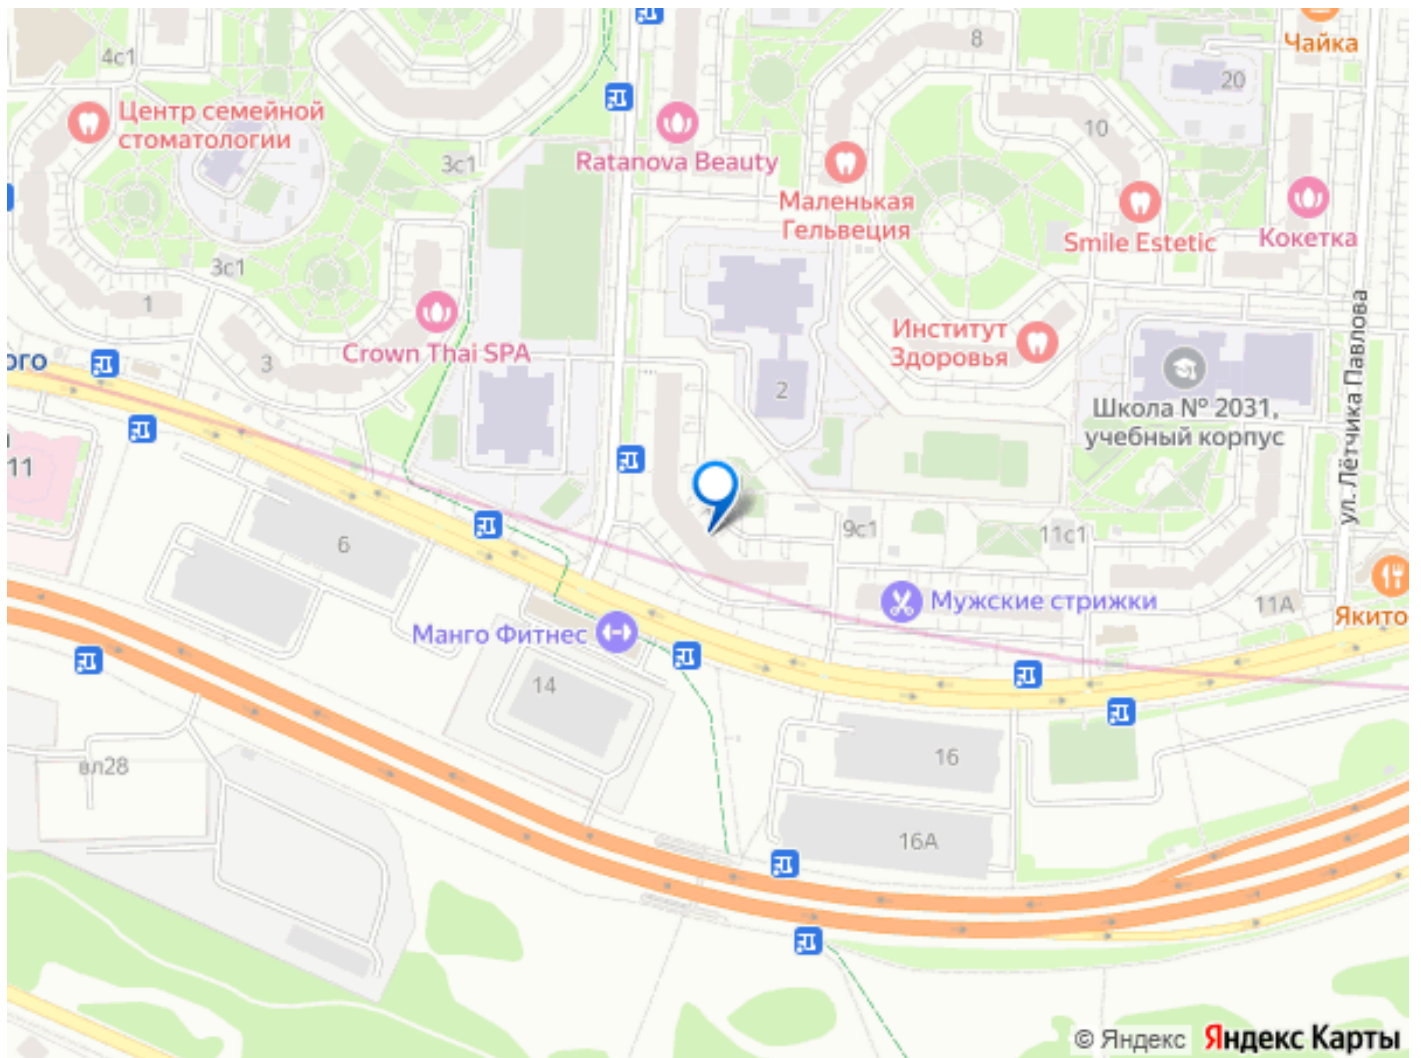 Чайка
8
4с1
20
Центр семейной
стоматологии
10
3с1
Ratanova Beauty
Маленькая
Гельвеция
Smile Estetic
Кокетка
3с1
1
ул. Лётчика Павлова
Институт
Здоровья
Crown Thai SPA
ого
3
2
Школа № 2031,
учебный корпус
11
6
9с1
11с1
Мужские стрижки
11А
Якито
Манго Фитнес
14
16
вл28
16А
© Яндекс Яндекс Карты